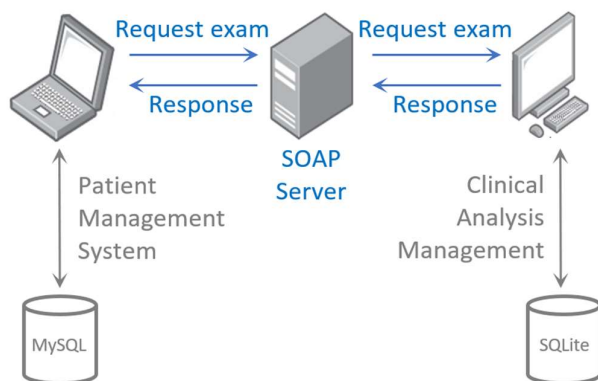 Request exam
Request exam
Response
Response
SOAP
Server
Patient
Management
System
Clinical
Analysis
Management
MySQL
SQLite